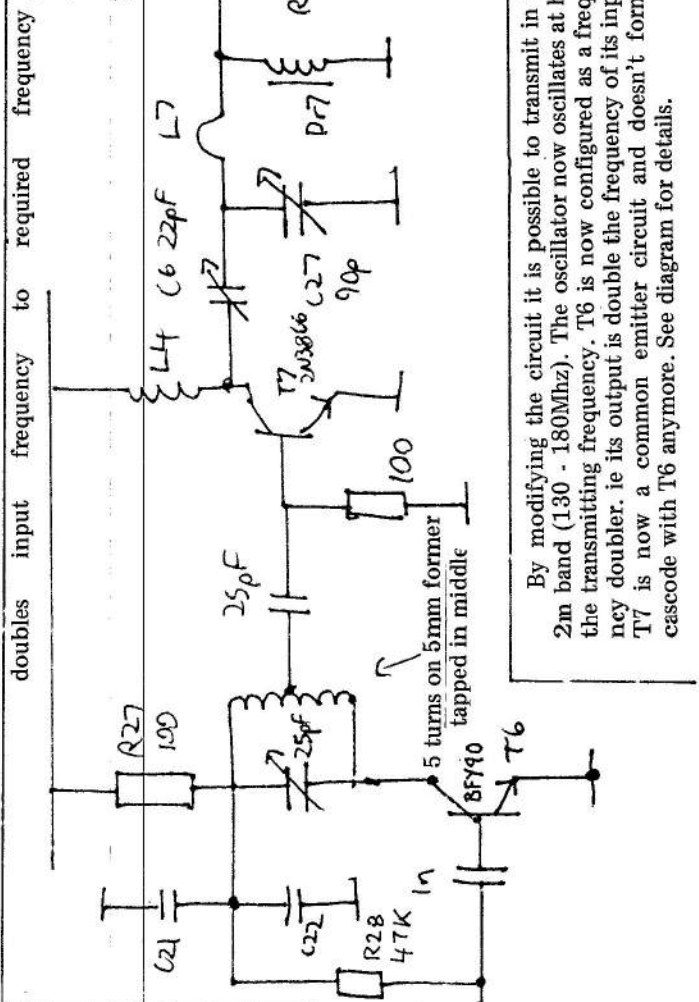 doubles input frequency to required frequency
R27
100
L4
C6 22pF
L7
C21
25pF
25pF
T7
2N3866
C27
90p
Dr7
R
C22
R28
47K
1n
BFY90
T6
5 turns on 5mm former
tapped in middle
100
By modifying the circuit it is possible to transmit in
2m band (130 - 180Mhz). The oscillator now oscillates at h
the transmitting frequency. T6 is now configured as a freq
ncy doubler. ie its output is double the frequency of its inp
T7 is now a common emitter circuit and doesn't form
cascode with T6 anymore. See diagram for details.